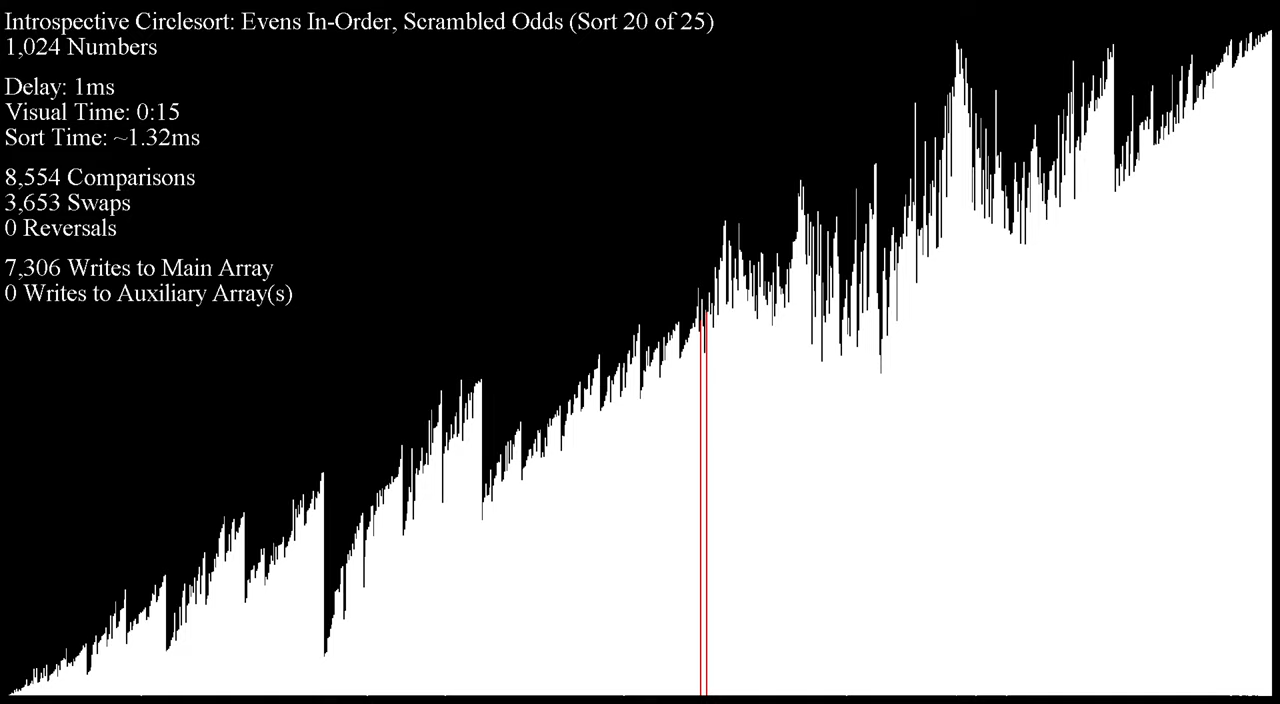 Introspective Circlesort: Evens In-Order, Scrambled Odds (Sort 20 of 25)
1,024 Numbers
Delay: 1ms
Visual Time: 0:15
Sort Time: ~1.32ms
8,554 Comparisons
3,653 Swaps
0 Reversals
7,306 Writes to Main Array
0 Writes to Auxiliary Array(s)